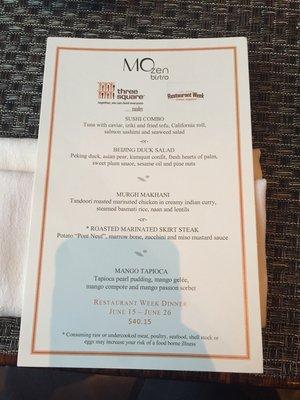 MOzen
bistro
three
square
together, we can feed everyone
Restaurant Week
SUSHI COMBO
Tuna with caviar, iziki and fried tofu, California roll,
salmon sashimi and seaweed salad
-or-
BEIJING DUCK SALAD
Peking duck, asian pear, kumquat confit, fresh hearts of palm,
sweet plum sauce, sesame oil and pine nuts
MURGH MAKHANI
Tandoori roasted marinated chicken in creamy indian curry,
steamed basmati rice, naan and lentils
-or-
* ROASTED MARINATED SKIRT STEAK
Potato "Pont Neuf", marrow bone, zucchini and miso mustard sauce
MANGO TAPIOCA
Tapioca pearl pudding, mango gelée,
mango compote and mango passion sorbet
RESTAURANT WEEK DINNER
JUNE 15 – JUNE 26
$40.15
* Consuming raw or undercooked meat, poultry, seafood, shell stock or
eggs may increase your risk of a food borne illness